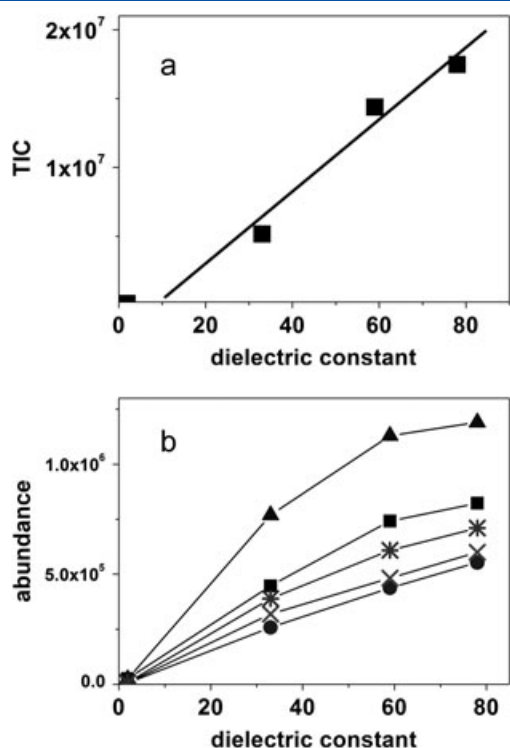 a
2x10⁷
1x10⁷
TIC
0 20 40 60 80
dielectric constant
b
1.0x10⁶
5.0x10⁵
0.0
abundance
0 20 40 60 80
dielectric constant